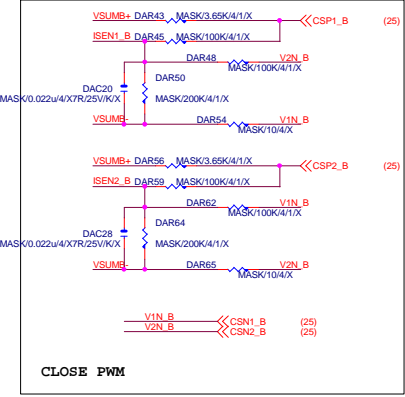 VSUMB+ DAR43 MASK/3.65K/4/1/X CSP1_B (25)
ISEN1_B DAR45 MASK/100K/4/1/X
DAR48 V2N_B
MASK/100K/4/1/X
DAR50
DAC20
MASK/0.022u/4/X7R/25V/K/X MASK/200K/4/1/X
VSUMB- DAR54 V1N_B
MASK/10/4/X
VSUMB+ DAR56 MASK/3.65K/4/1/X CSP2_B (25)
ISEN2_B DAR59 MASK/100K/4/1/X
DAR62 V1N_B
MASK/100K/4/1/X
DAR64
DAC28
MASK/0.022u/4/X7R/25V/K/X MASK/200K/4/1/X
VSUMB- DAR65 V2N_B
MASK/10/4/X
V1N_B CSN1_B (25)
V2N_B CSN2_B (25)
CLOSE PWM